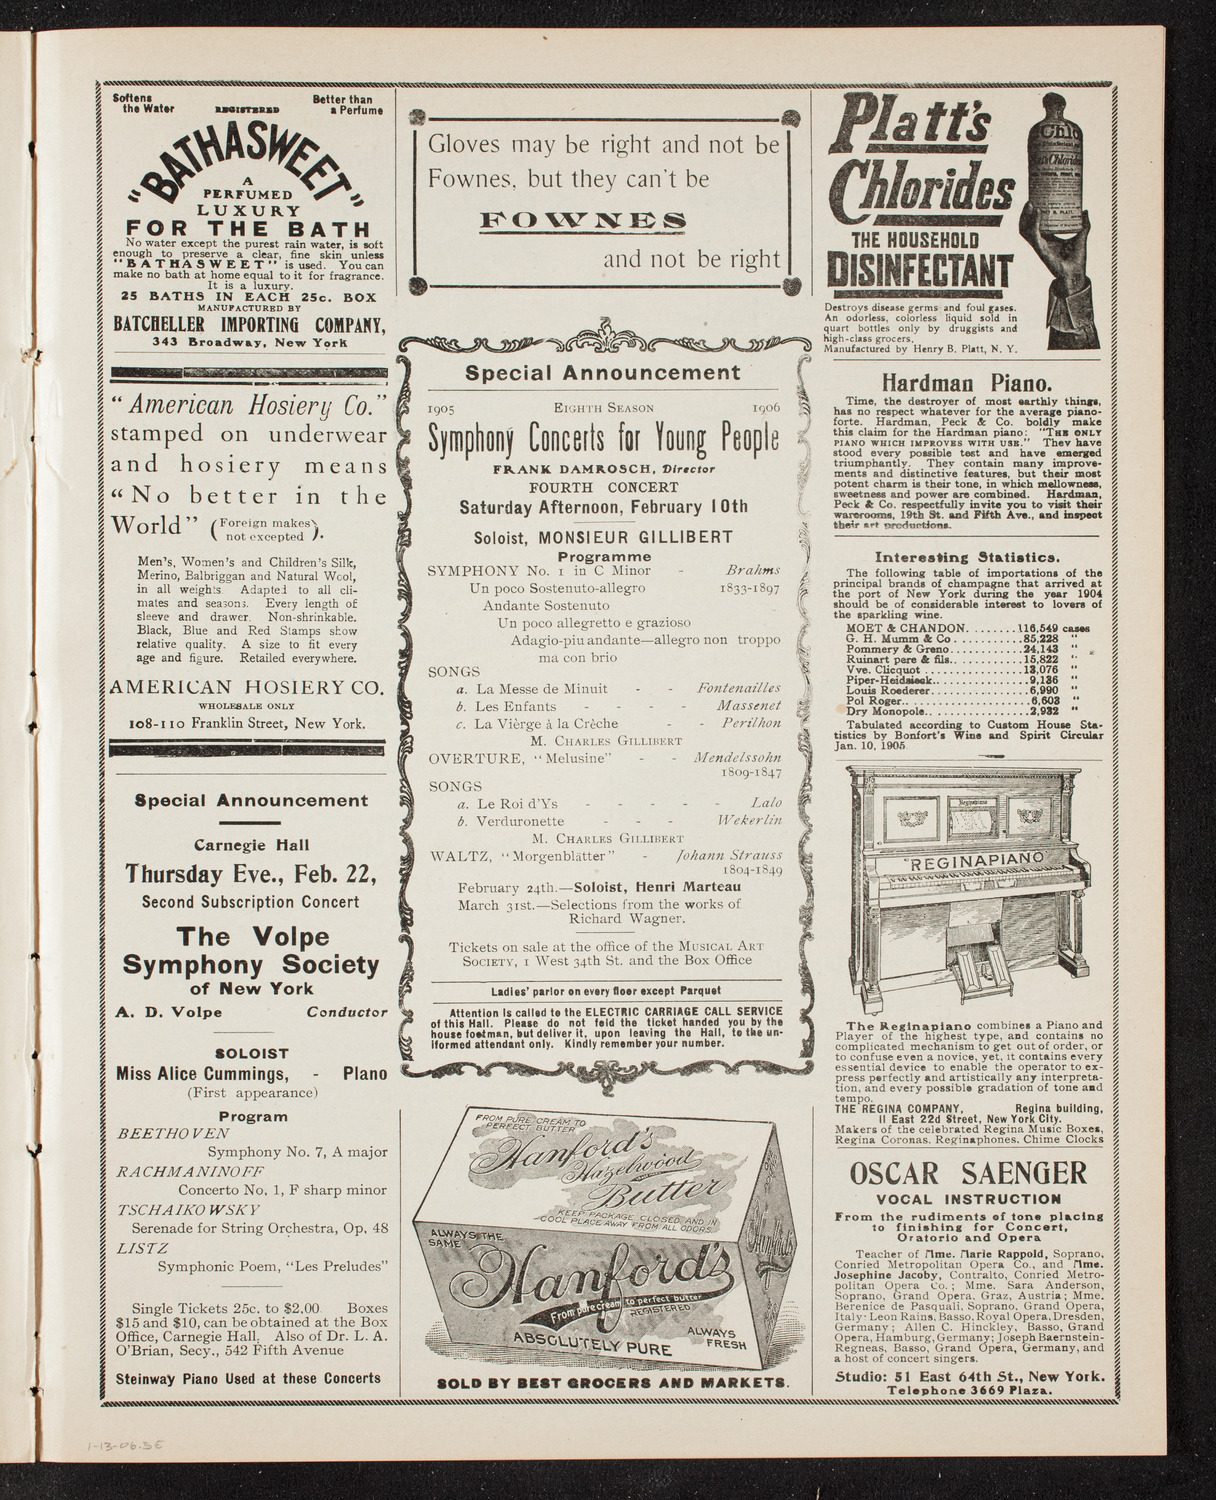 Softens
the Water
REGISTERED
Better than
a Perfume
"BATHASWEET"
A
PERFUMED
LUXURY
FOR THE BATH
No water except the purest rain water, is soft
enough to preserve a clear, fine skin unless
"BATHASWEET" is used. You can
make no bath at home equal to it for fragrance.
It is a luxury.
25 BATHS IN EACH 25c. BOX
MANUFACTURED BY
BATCHELLER IMPORTING COMPANY,
343 Broadway, New York
"American Hosiery Co."
stamped on underwear
and hosiery means
"No better in the
World" (Foreign makes
not excepted).
Men's, Women's and Children's Silk,
Merino, Balbriggan and Natural Wool,
in all weights. Adapted to all cli-
mates and seasons. Every length of
sleeve and drawer. Non-shrinkable.
Black, Blue and Red Stamps show
relative quality. A size to fit every
age and figure. Retailed everywhere.
AMERICAN HOSIERY CO.
WHOLESALE ONLY
108-110 Franklin Street, New York.
Special Announcement
Carnegie Hall
Thursday Eve., Feb. 22,
Second Subscription Concert
The Volpe
Symphony Society
of New York
A. D. Volpe Conductor
SOLOIST
Miss Alice Cummings, - Piano
(First appearance)
Program
BEETHOVEN
Symphony No. 7, A major
RACHMANINOFF
Concerto No. 1, F sharp minor
TSCHAIKOWSKY
Serenade for String Orchestra, Op. 48
LISTZ
Symphonic Poem, "Les Preludes"
Single Tickets 25c. to $2.00. Boxes
$15 and $10, can be obtained at the Box
Office, Carnegie Hall. Also of Dr. L. A.
O'Brian, Secy., 542 Fifth Avenue
Steinway Piano Used at these Concerts
Gloves may be right and not be
Fownes, but they can't be
FOWNES
and not be right
Special Announcement
1905 EIGHTH SEASON 1906
Symphony Concerts for Young People
FRANK DAMROSCH, Director
FOURTH CONCERT
Saturday Afternoon, February 10th
Soloist, MONSIEUR GILLIBERT
Programme
SYMPHONY No. 1 in C Minor - Brahms
Un poco Sostenuto-allegro 1833-1897
Andante Sostenuto
Un poco allegretto e grazioso
Adagio-piu andante—allegro non troppo
ma con brio
SONGS
a. La Messe de Minuit - - Fontenailles
b. Les Enfants - - - - Massenet
c. La Vièrge à la Crèche - - Perilhon
M. CHARLES GILLIBERT
OVERTURE, "Melusine" - - Mendelssohn
1809-1847
SONGS
a. Le Roi d'Ys - - - - - Lalo
b. Verduronette - - - Wekerlin
M. CHARLES GILLIBERT
WALTZ, "Morgenblätter" - Johann Strauss
1804-1849
February 24th.—Soloist, Henri Marteau
March 31st.—Selections from the works of
Richard Wagner.
Tickets on sale at the office of the MUSICAL ART
SOCIETY, 1 West 34th St. and the Box Office
Ladies' parlor on every floor except Parquet
Attention is called to the ELECTRIC CARRIAGE CALL SERVICE
of this Hall. Please do not fold the ticket handed you by the
house footman, but deliver it, upon leaving the Hall, to the un-
iformed attendant only. Kindly remember your number.
FROM PURE CREAM TO
PERFECT BUTTER
Hanford's
Hazelwood
Butter
KEEP PACKAGE CLOSED AND IN
COOL PLACE AWAY FROM ALL ODORS.
ALWAYS THE
SAME
Hanford's
From pure cream to perfect butter
REGISTERED
ABSOLUTELY PURE
ALWAYS
FRESH
SOLD BY BEST GROCERS AND MARKETS.
Platt's
Chlorides
THE HOUSEHOLD
DISINFECTANT
Destroys disease germs and foul gases.
An odorless, colorless liquid sold in
quart bottles only by druggists and
high-class grocers.
Manufactured by Henry B. Platt, N. Y.
Hardman Piano.
Time, the destroyer of most earthly things,
has no respect whatever for the average piano-
forte. Hardman, Peck & Co. boldly make
this claim for the Hardman piano: "THE ONLY
PIANO WHICH IMPROVES WITH USE." They have
stood every possible test and have emerged
triumphantly. They contain many improve-
ments and distinctive features, but their most
potent charm is their tone, in which mellowness,
sweetness and power are combined. Hardman,
Peck & Co. respectfully invite you to visit their
warerooms, 19th St. and Fifth Ave., and inspect
their art productions.
Interesting Statistics.
The following table of importations of the
principal brands of champagne that arrived at
the port of New York during the year 1904
should be of considerable interest to lovers of
the sparkling wine.
MOET & CHANDON........116,549 cases
G. H. Mumm & Co..........85,228 "
Pommery & Greno...........24,143 "
Ruinart pere & fils...........15,822 "
Vve. Clicquot................13,076 "
Piper-Heidsieck...............9,136 "
Louis Roederer...............6,990 "
Pol Roger....................6,603 "
Dry Monopole................2,932 "
Tabulated according to Custom House Sta-
tistics by Bonfort's Wine and Spirit Circular
Jan. 10, 1905.
Reginapiano
"REGINAPIANO"
The Reginapiano combines a Piano and
Player of the highest type, and contains no
complicated mechanism to get out of order, or
to confuse even a novice, yet, it contains every
essential device to enable the operator to ex-
press perfectly and artistically any interpreta-
tion, and every possible gradation of tone and
tempo.
THE REGINA COMPANY, Regina building,
11 East 22d Street, New York City.
Makers of the celebrated Regina Music Boxes,
Regina Coronas, Reginaphones, Chime Clocks
OSCAR SAENGER
VOCAL INSTRUCTION
From the rudiments of tone placing
to finishing for Concert,
Oratorio and Opera
Teacher of Mme. Marie Rappold, Soprano,
Conried Metropolitan Opera Co., and Mme.
Josephine Jacoby, Contralto, Conried Metro-
politan Opera Co.; Mme. Sara Anderson,
Soprano, Grand Opera, Graz, Austria; Mme.
Berenice de Pasquali, Soprano, Grand Opera,
Italy; Leon Rains, Basso, Royal Opera, Dresden,
Germany; Allen C. Hinckley, Basso, Grand
Opera, Hamburg, Germany; Joseph Baernstein-
Regneas, Basso, Grand Opera, Germany, and
a host of concert singers.
Studio: 51 East 64th St., New York.
Telephone 3669 Plaza.
1-13-06.3E